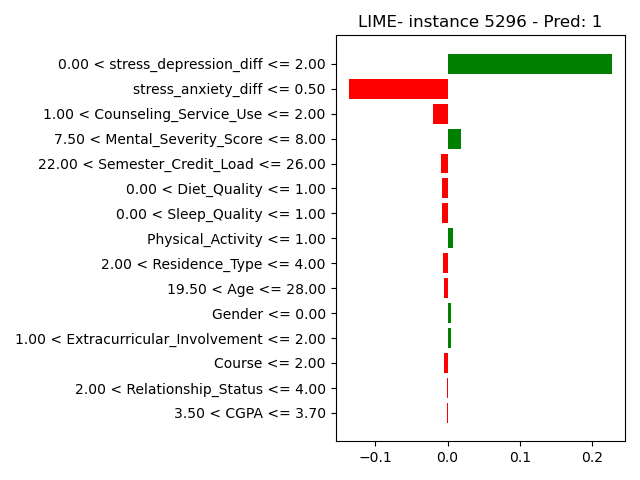 LIME- instance 5296 - Pred: 1
0.00 < stress_depression_diff <= 2.00
stress_anxiety_diff <= 0.50
1.00 < Counseling_Service_Use <= 2.00
7.50 < Mental_Severity_Score <= 8.00
22.00 < Semester_Credit_Load <= 26.00
0.00 < Diet_Quality <= 1.00
0.00 < Sleep_Quality <= 1.00
Physical_Activity <= 1.00
2.00 < Residence_Type <= 4.00
19.50 < Age <= 28.00
Gender <= 0.00
1.00 < Extracurricular_Involvement <= 2.00
Course <= 2.00
2.00 < Relationship_Status <= 4.00
3.50 < CGPA <= 3.70
−0.1 0.0 0.1 0.2